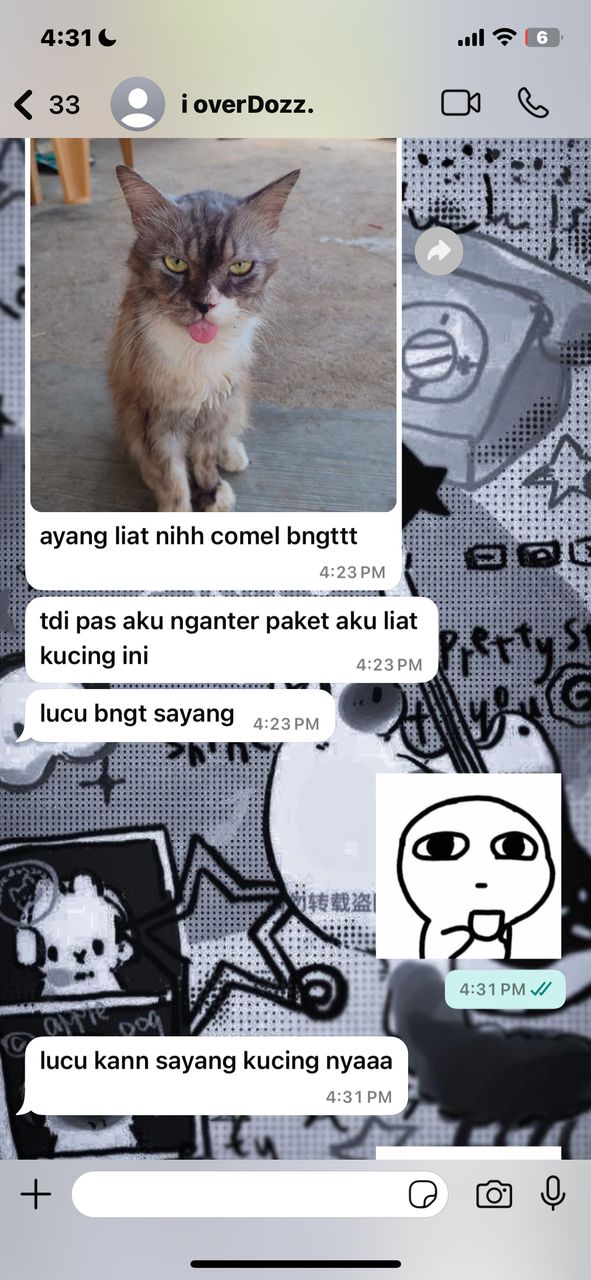 4:31
6
33
i overDozz.
ayang liat nihh comel bngttt
4:23 PM
tdi pas aku nganter paket aku liat
kucing ini
4:23 PM
lucu bngt sayang
4:23 PM
4:31 PM
lucu kann sayang kucing nyaaa
4:31 PM